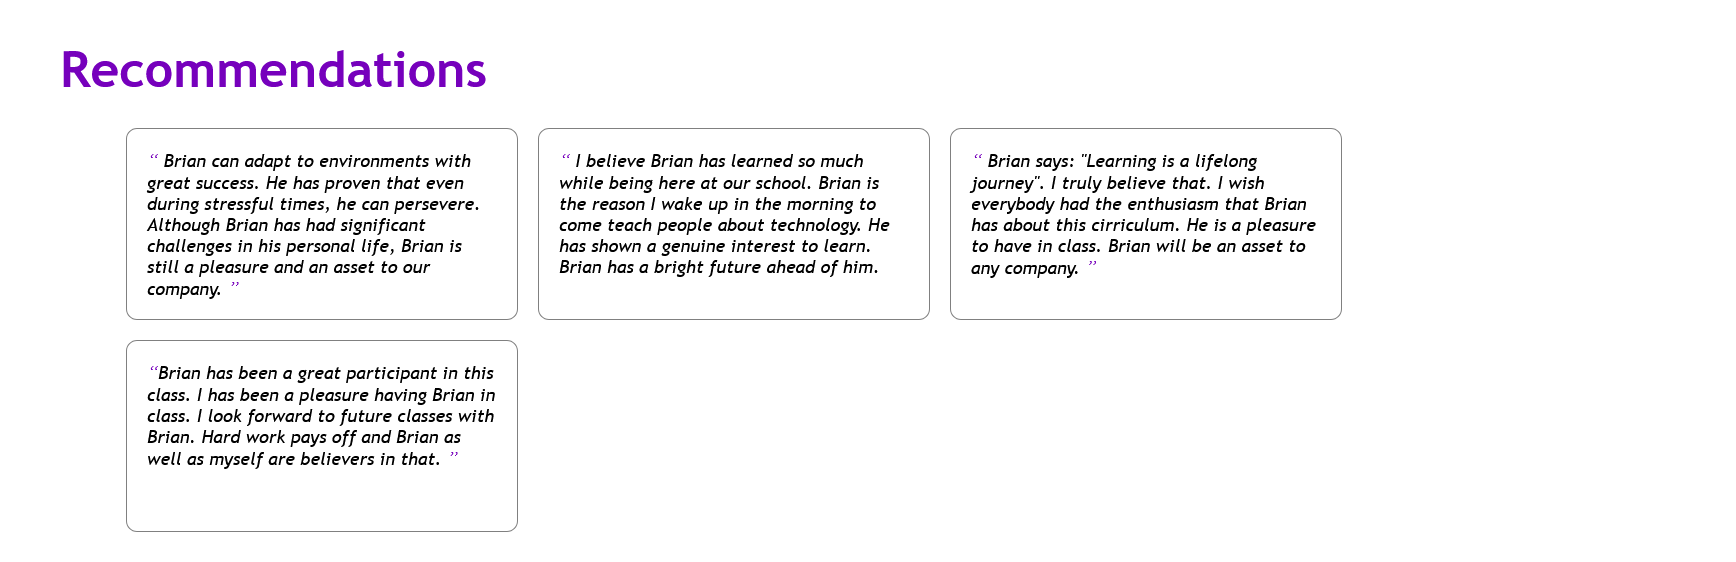 Recommendations
“ Brian can adapt to environments with
great success. He has proven that even
during stressful times, he can persevere.
Although Brian has had significant
challenges in his personal life, Brian is
still a pleasure and an asset to our
company. ”
“ I believe Brian has learned so much
while being here at our school. Brian is
the reason I wake up in the morning to
come teach people about technology. He
has shown a genuine interest to learn.
Brian has a bright future ahead of him.
“ Brian says: "Learning is a lifelong
journey". I truly believe that. I wish
everybody had the enthusiasm that Brian
has about this cirriculum. He is a pleasure
to have in class. Brian will be an asset to
any company. ”
“Brian has been a great participant in this
class. I has been a pleasure having Brian in
class. I look forward to future classes with
Brian. Hard work pays off and Brian as
well as myself are believers in that. ”